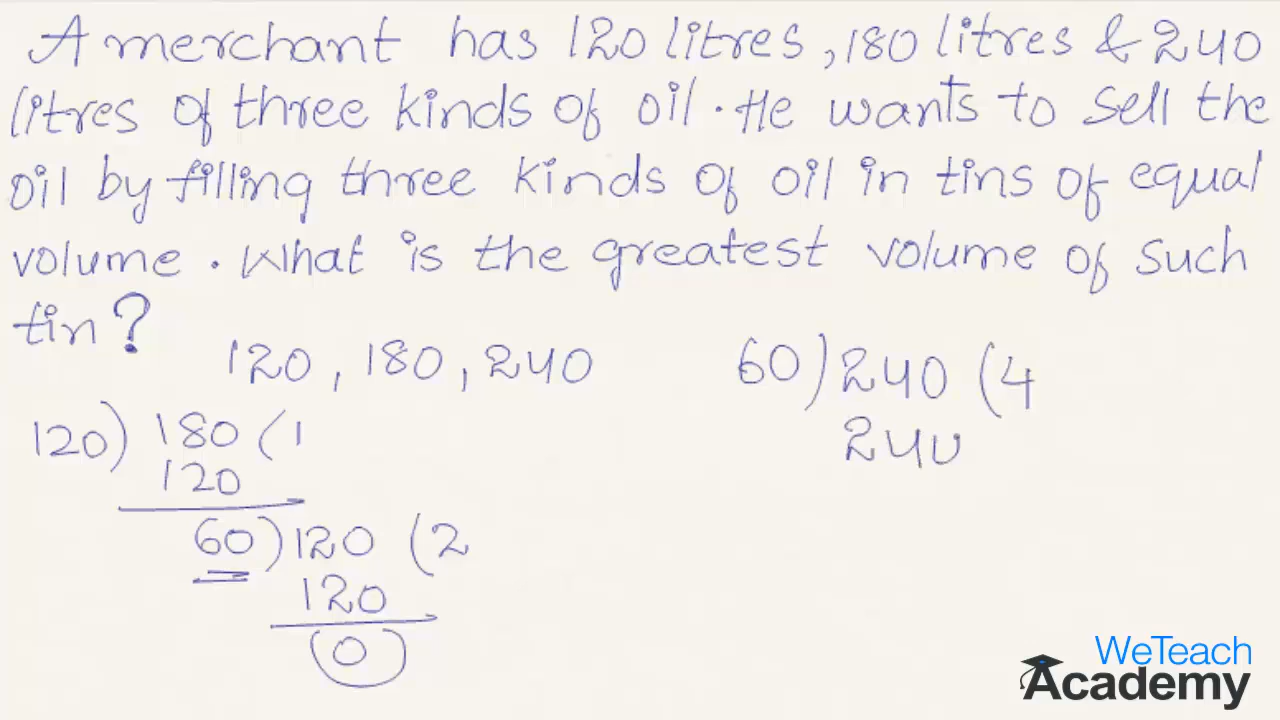 A merchant has 120 litres, 180 litres & 240
litres of three kinds of oil. He wants to sell the
oil by filling three kinds of oil in tins of equal
volume. What is the greatest volume of such
tin?
120, 180, 240
120) 180 (1
120
60) 120 (2
120
0
60) 240 (4
240
WeTeach
Academy